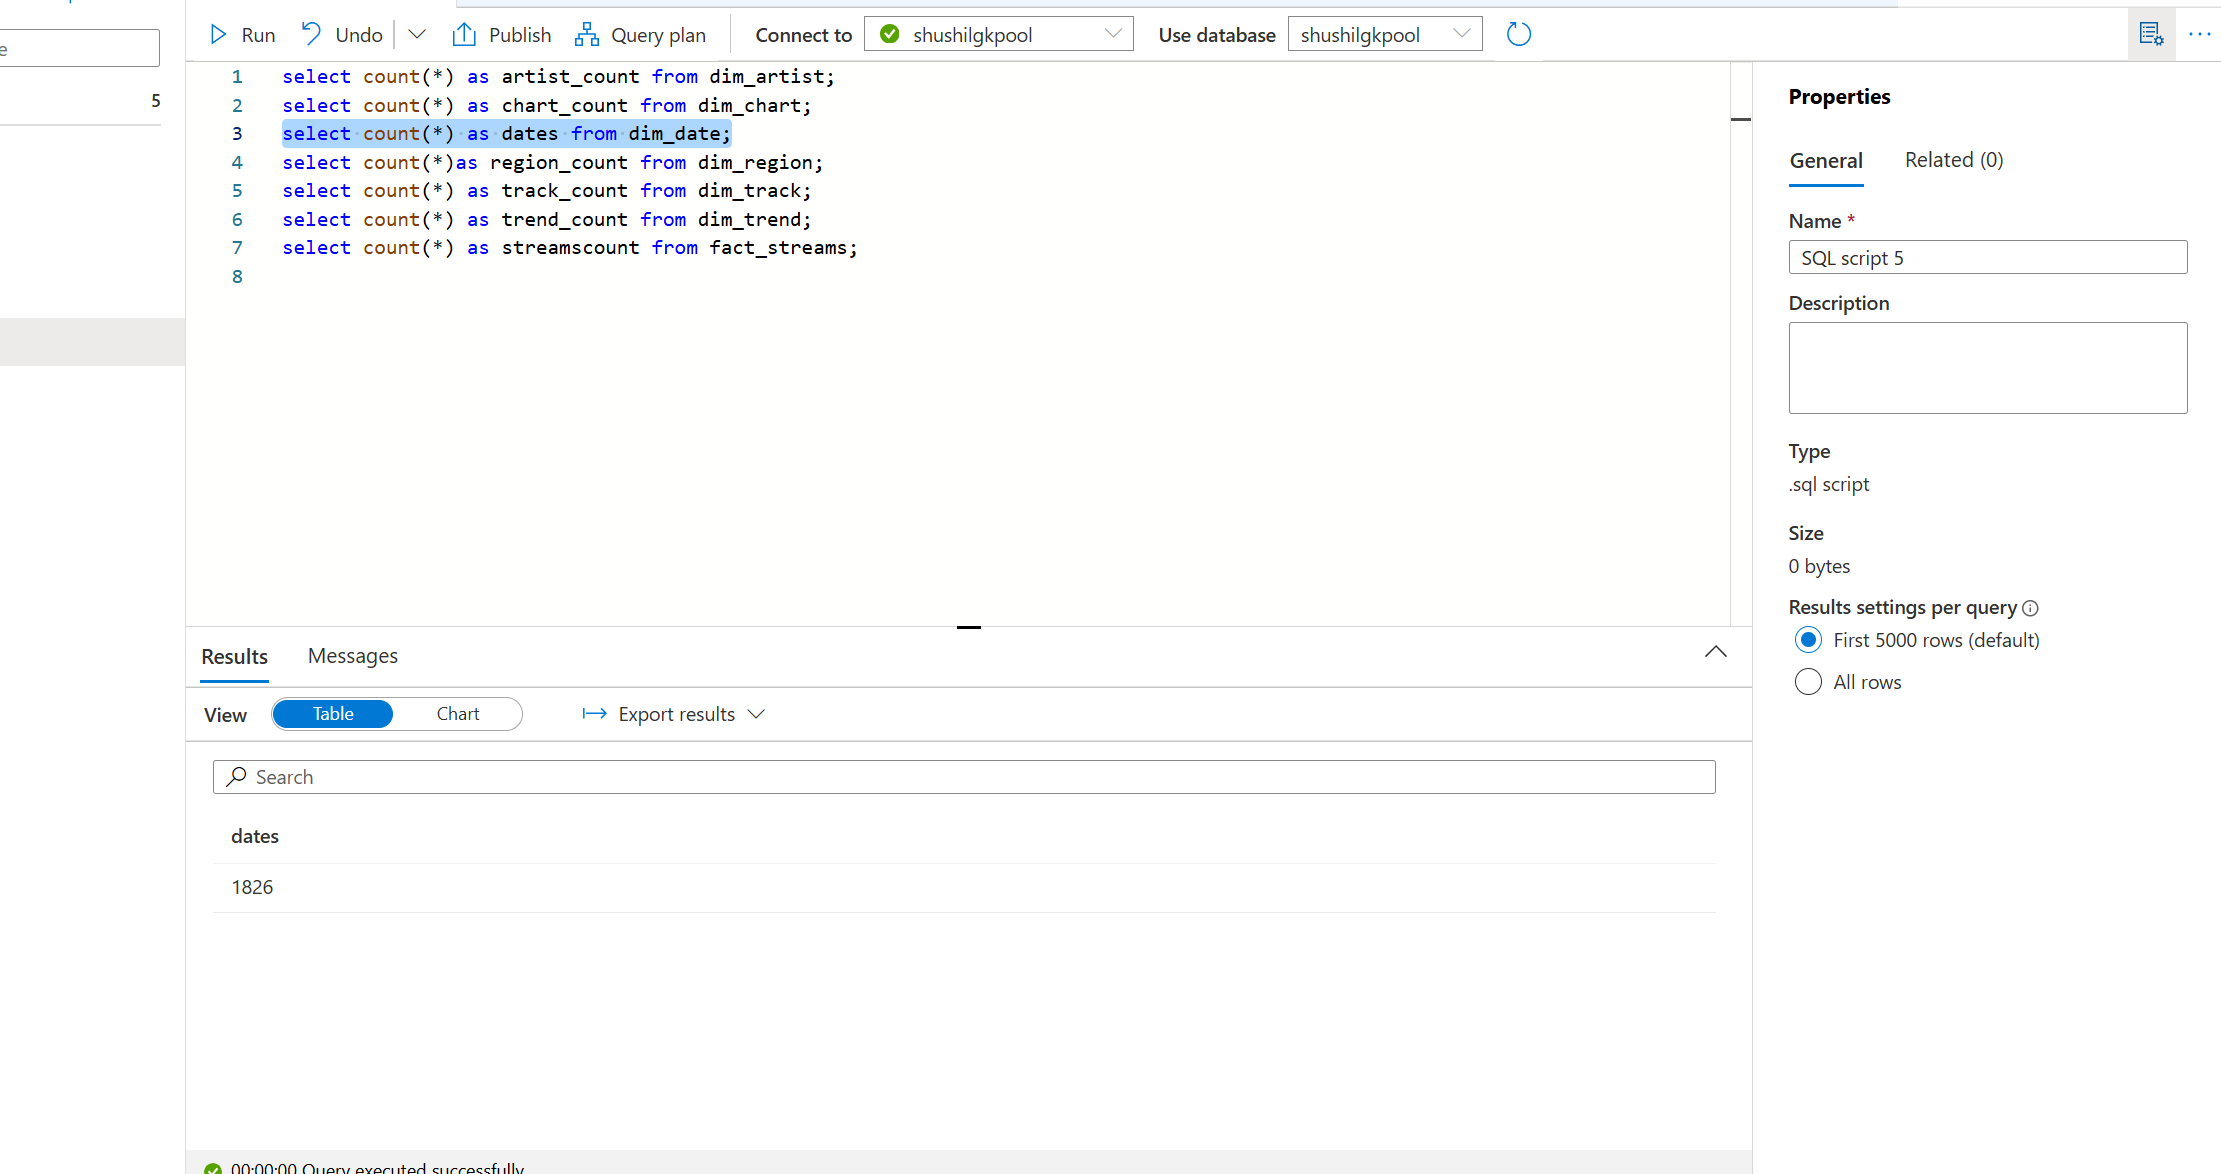 e
5
Run Undo Publish Query plan Connect to shushilgkpool Use database shushilgkpool
1 select count(*) as artist_count from dim_artist;
2 select count(*) as chart_count from dim_chart;
3 select count(*) as dates from dim_date;
4 select count(*)as region_count from dim_region;
5 select count(*) as track_count from dim_track;
6 select count(*) as trend_count from dim_trend;
7 select count(*) as streamscount from fact_streams;
8
Results Messages
View Table Chart Export results
Search
dates
1826
00:00:00 Query executed successfully
Properties
General Related (0)
Name *
SQL script 5
Description
Type
.sql script
Size
0 bytes
Results settings per query
First 5000 rows (default)
All rows